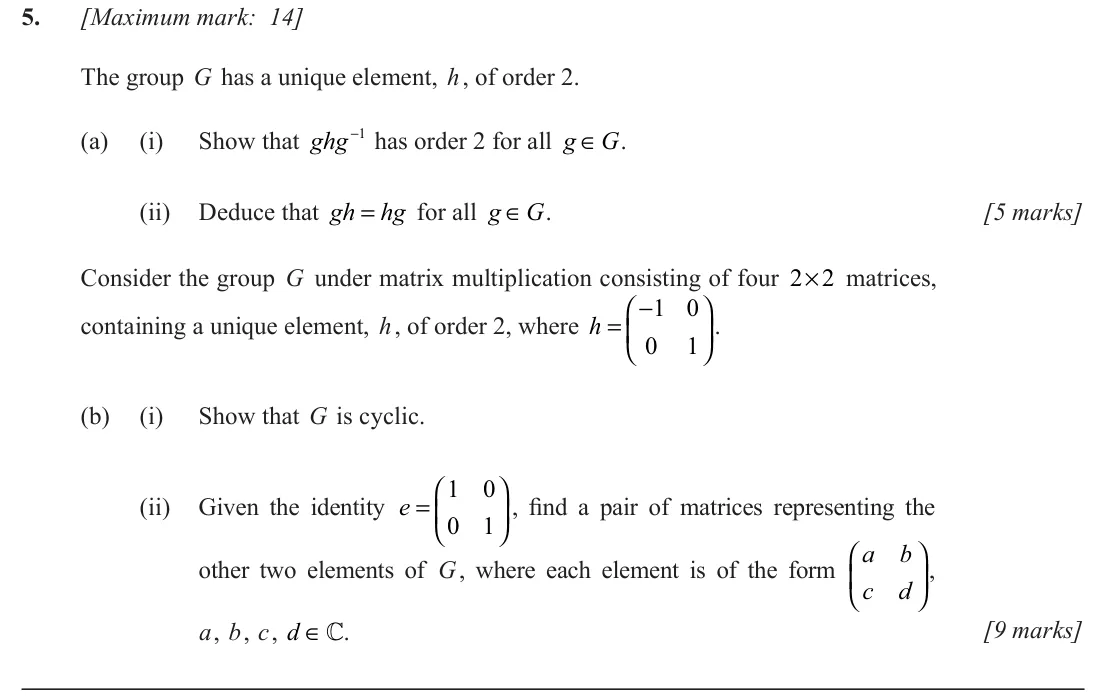 5. [Maximum mark: 14]
The group G has a unique element, h, of order 2.
(a) (i) Show that ghg⁻¹ has order 2 for all g ∈ G.
(ii) Deduce that gh = hg for all g ∈ G. [5 marks]
Consider the group G under matrix multiplication consisting of four 2×2 matrices,
containing a unique element, h, of order 2, where h = (−1 0
0 1).
(b) (i) Show that G is cyclic.
(ii) Given the identity e = (1 0
0 1), find a pair of matrices representing the
other two elements of G, where each element is of the form (a b
c d),
a, b, c, d ∈ ℂ. [9 marks]